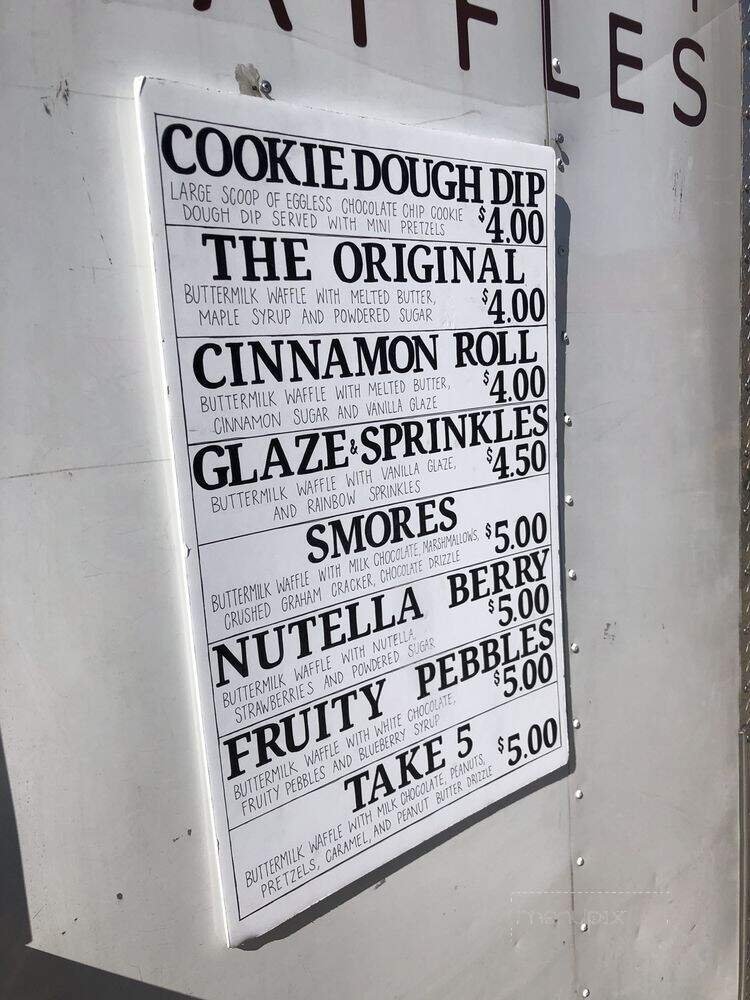 FFLES
COOKIE DOUGH DIP
LARGE SCOOP OF EGGLESS CHOCOLATE CHIP COOKIE
DOUGH DIP SERVED WITH MINI PRETZELS
$4.00
THE ORIGINAL
BUTTERMILK WAFFLE WITH MELTED BUTTER,
MAPLE SYRUP AND POWDERED SUGAR
$4.00
CINNAMON ROLL
BUTTERMILK WAFFLE WITH MELTED BUTTER,
CINNAMON SUGAR AND VANILLA GLAZE
$4.00
GLAZE & SPRINKLES
BUTTERMILK WAFFLE WITH VANILLA GLAZE,
AND RAINBOW SPRINKLES
$4.50
SMORES
$5.00
BUTTERMILK WAFFLE WITH MILK CHOCOLATE, MARSHMALLOWS,
CRUSHED GRAHAM CRACKER, CHOCOLATE DRIZZLE
NUTELLA BERRY
$5.00
BUTTERMILK WAFFLE WITH NUTELLA,
STRAWBERRIES AND POWDERED SUGAR
FRUITY PEBBLES
$5.00
BUTTERMILK WAFFLE WITH WHITE CHOCOLATE,
FRUITY PEBBLES AND BLUEBERRY SYRUP
TAKE 5
$5.00
BUTTERMILK WAFFLE WITH MILK CHOCOLATE, PEANUTS,
PRETZELS, CARAMEL, AND PEANUT BUTTER DRIZZLE
menupix